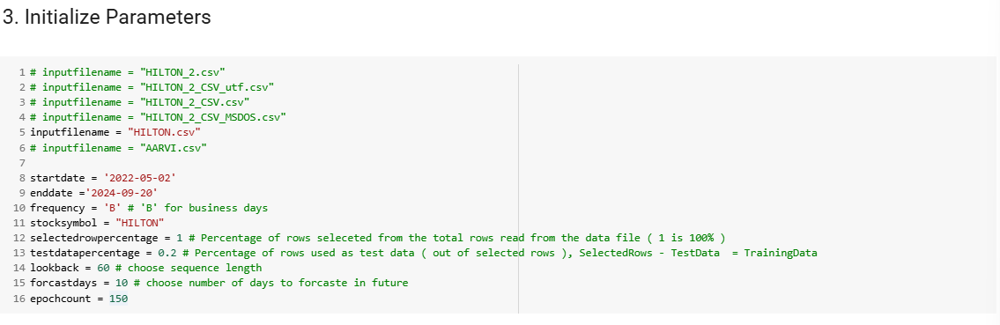 3. Initialize Parameters
1 # inputfilename = "HILTON_2.csv"
2 # inputfilename = "HILTON_2_CSV_utf.csv"
3 # inputfilename = "HILTON_2_CSV.csv"
4 # inputfilename = "HILTON_2_CSV_MSDOS.csv"
5 inputfilename = "HILTON.csv"
6 # inputfilename = "AARVI.csv"
7
8 startdate = '2022-05-02'
9 enddate ='2024-09-20'
10 frequency = 'B' # 'B' for business days
11 stocksymbol = "HILTON"
12 selectedrowpercentage = 1 # Percentage of rows seleceted from the total rows read from the data file ( 1 is 100% )
13 testdatapercentage = 0.2 # Percentage of rows used as test data ( out of selected rows ), SelectedRows - TestData  = TrainingData
14 lookback = 60 # choose sequence length
15 forcastdays = 10 # choose number of days to forcaste in future
16 epochcount = 150